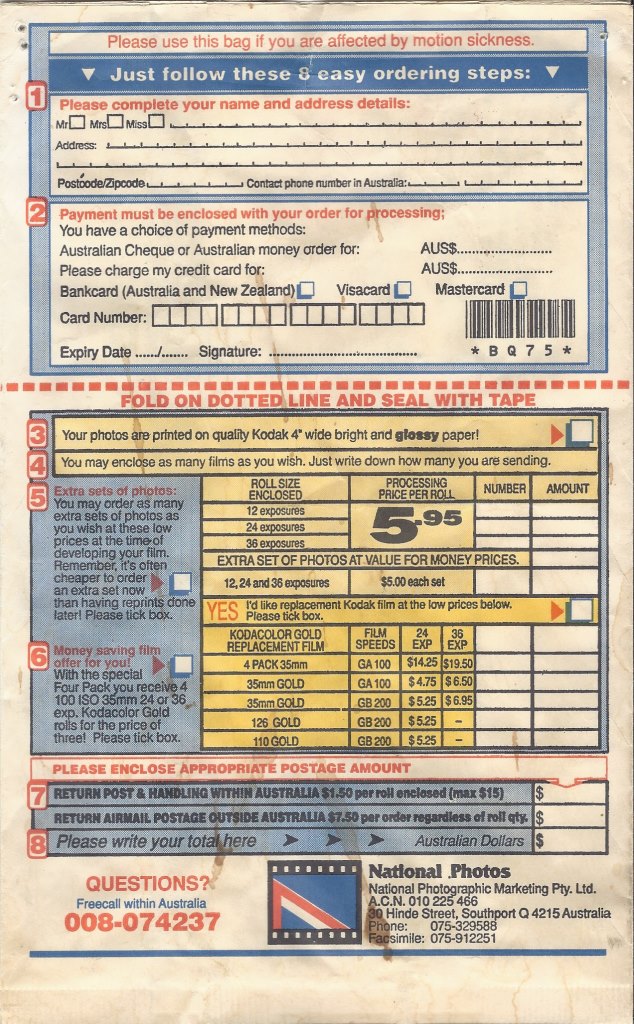 Please use this bag if you are affected by motion sickness.
▼ Just follow these 8 easy ordering steps: ▼
1
Please complete your name and address details:
Mr Mrs Miss
Address:
Postcode/Zipcode Contact phone number in Australia:
2
Payment must be enclosed with your order for processing;
You have a choice of payment methods:
Australian Cheque or Australian money order for: AUS$
Please charge my credit card for: AUS$
Bankcard (Australia and New Zealand) Visacard Mastercard
Card Number:
Expiry Date ...../....... Signature:
* B Q 7 5 *
FOLD ON DOTTED LINE AND SEAL WITH TAPE
3 Your photos are printed on quality Kodak 4" wide bright and glossy paper!
4 You may enclose as many films as you wish. Just write down how many you are sending.
5
Extra sets of photos:
You may order as many
extra sets of photos as
you wish at these low
prices at the time of
developing your film.
Remember, it's often
cheaper to order
an extra set now
than having reprints done
later! Please tick box.
6
Money saving film
offer for you!
With the special
Four Pack you receive 4
100 ISO 35mm 24 or 36
exp. Kodacolor Gold
rolls for the price of
three! Please tick box.
ROLL SIZE ENCLOSED PROCESSING PRICE PER ROLL NUMBER AMOUNT
12 exposures
24 exposures
36 exposures
5.95
EXTRA SET OF PHOTOS AT VALUE FOR MONEY PRICES.
12, 24 and 36 exposures $5.00 each set
YES I'd like replacement Kodak film at the low prices below.
Please tick box.
KODACOLOR GOLD REPLACEMENT FILM FILM SPEEDS 24 EXP 36 EXP
4 PACK 35mm GA 100 $14.25 $19.50
35mm GOLD GA 100 $4.75 $6.50
35mm GOLD GB 200 $5.25 $6.95
126 GOLD GB 200 $5.25 –
110 GOLD GB 200 $5.25 –
PLEASE ENCLOSE APPROPRIATE POSTAGE AMOUNT
7 RETURN POST & HANDLING WITHIN AUSTRALIA $1.50 per roll enclosed (max $15) $
RETURN AIRMAIL POSTAGE OUTSIDE AUSTRALIA $7.50 per order regardless of roll qty. $
8 Please write your total here Australian Dollars $
QUESTIONS?
Freecall within Australia
008-074237
National Photos
National Photographic Marketing Pty. Ltd.
A.C.N. 010 225 466
30 Hinde Street, Southport Q 4215 Australia
Phone: 075-329588
Facsimile: 075-912251